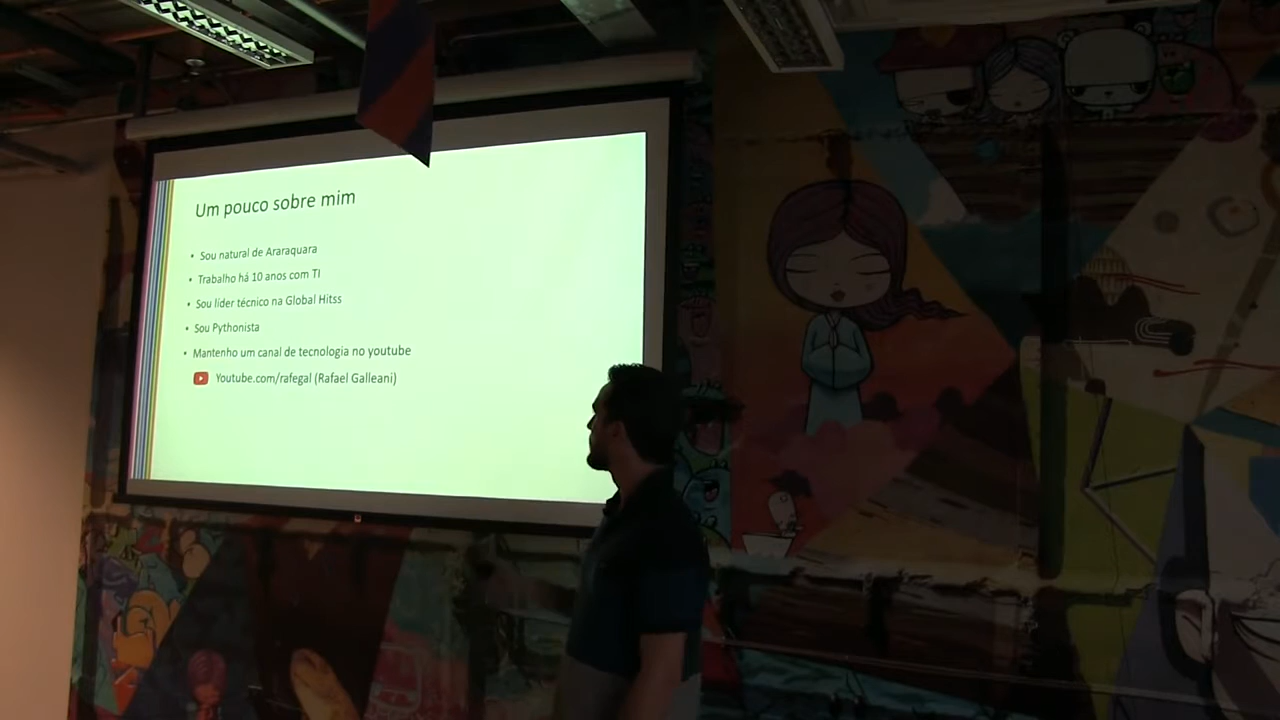 Um pouco sobre mim
• Sou natural de Araraquara
• Trabalho há 10 anos com TI
• Sou líder técnico na Global Hitss
• Sou Pythonista
• Mantenho um canal de tecnologia no youtube
Youtube.com/rafegal (Rafael Galleani)